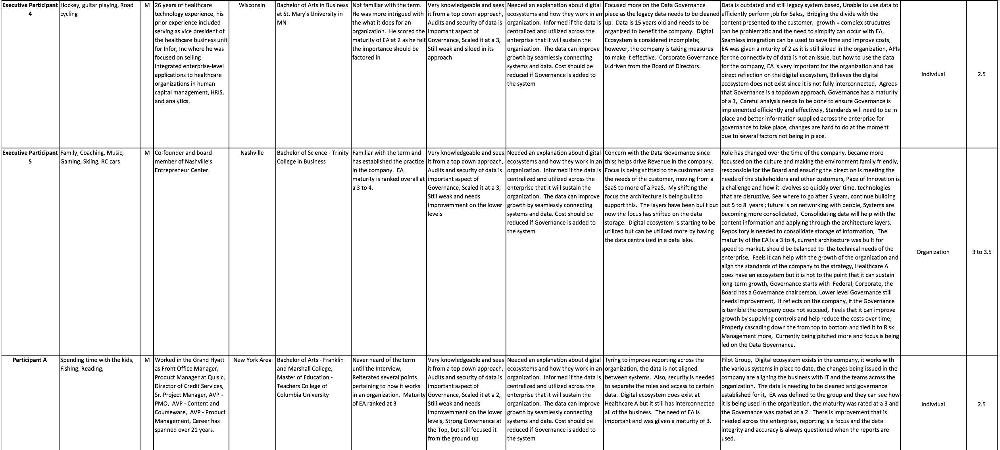 Executive Participant
4
Hockey, guitar playing, Road
cycling
M
26 years of healthcare
technology experience, his
prior experience included
serving as vice president of
the healthcare business unit
for Infor, Inc where he was
focused on selling
integrated enterprise-level
applications to healthcare
organizations in human
capital management, HRIS,
and analytics.
Wisconsin
Bachelor of Arts in Business
at St. Mary's University in
MN
Not familiar with the term.
He was more intrigued with
the what it does for an
organization. He scored the
maturity of EA at 2 as he felt
the importance should be
factored in
Very knowledgeable and sees
it from a top down approach,
Audits and security of data is
important aspect of
Governance, Scaled it at a 3,
Still weak and siloed in its
approach
Needed an explanation about digital
ecosystems and how they work in an
organization. Informed if the data is
centralized and utilized across the
enterprise that it will sustain the
organization. The data can improve
growth by seamlessly connecting
systems and data. Cost should be
reduced if Governance is added to
the system
Focused more on the Data Governance
piece as the legacy data needs to be cleaned
up. Data is 15 years old and needs to be
organized to benefit the company. Digital
Ecosystem is considered incomplete;
however, the company is taking measures
to make it effective. Corporate Governance
is driven from the Board of Directors.
Data is outdated and still legacy system based, Unable to use data to
efficiently perform job for Sales, Bridging the divide with the
content presented to the customer, growth = complex strucutres
can be problematic and the need to simplify can occur with EA,
Seamless integration can be used to save time and improve costs,
EA was given a mturity of 2 as it is still siloed in the organization, APIs
for the connectivity of data is not an issue, but how to use the data
for the company, EA is very important for the organization and has
direct reflection on the digital ecosystem, Believes the digital
ecosystem does not exist since it is not fully interconnected, Agrees
that Governance is a topdown approach, Governance has a maturity
of a 3, Careful analysis needs to be done to ensure Governance is
implemented efficiently and effectively, Standards will need to be in
place and better information supplied across the enterprise for
governance to take place, changes are hard to do at the moment
due to several factors not being in place.
Indivdual
2.5
Executive Participant
5
Family, Coaching, Music,
Gaming, Skiing, RC cars
M
Co-founder and board
member of Nashville's
Entrepreneur Center.
Nashville
Bachelor of Science - Trinity
College in Business
Familiar with the term and
has established the practice
in the company. EA
maturity is ranked overall at
a 3 to 4.
Very knowledgeable and sees
it from a top down approach,
Audits and security of data is
important aspect of
Governance, Scaled it at a 3,
Still weak and needs
improvemment on the lower
levels
Needed an explanation about digital
ecosystems and how they work in an
organization. Informed if the data is
centralized and utilized across the
enterprise that it will sustain the
organization. The data can improve
growth by seamlessly connecting
systems and data. Cost should be
reduced if Governance is added to
the system
Concern with the Data Governance since
thiss helps drive Revenue in the company.
Focus is being shifted to the customer and
the needs of the customer, moving from a
SaaS to more of a PaaS. My shifting the
focus the architecture is being built to
support this. The layers have been built but
now the focus has shifted on the data
storage. Digital ecosystem is starting to be
utilized but can be utilized more by having
the data centralized in a data lake.
Role has changed over the time of the company, became more
focussed on the culture and making the environment family friendly,
responsible for the Board and ensuring the direction is meeting the
needs of the stakeholders and other customers, Pace of Innovation is
a challenge and how it evolves so quickly over time, technologies
that are disruptive, See where to go after 5 years, continue building
out 5 to 8 years ; future is on networking with people, Systems are
becoming more consolidated, Consolidating data will help with the
content information and applying through the architecture layers,
Repository is needed to consolidate storage of information, The
maturity of the EA is a 3 to 4, current architecture was built for
speed to market, should be balanced to the technical needs of the
enterprise, Feels it can help with the growth of the organization and
align the standards of the company to the strategy, Healthcare A
does have an ecosystem but it is not to the point that it can sustain
long-term growth, Governance starts with Federal, Corporate, the
Board has a Governance chairperson, Lower level Governance still
needs improvement, It reflects on the company, if the Governance
is terrible the company does not succeed, Feels that it can improve
growth by supplying controls and help reduce the costs over time,
Properly cascading down the from top to bottom and tied it to Risk
Management more, Currently being pitched more and focus is being
led on the Data Governance.
Organization
3 to 3.5
Participant A
Spending time with the kids,
Fishing, Reading,
M
Worked in the Grand Hyatt
as Front Office Manager,
Product Manager at Quisic,
Director of Credit Services,
Sr. Project Manager, AVP -
PMO, AVP - Content and
Courseware, AVP - Product
Management, Career has
spanned over 21 years.
New York Area
Bachelor of Arts - Franklin
and Marshall College,
Master of Education -
Teachers College of
Columbia University
Never heard of the term
until the Interview,
Reiterated several points
pertaining to how it works
in an organization. Maturity
of EA ranked at 3
Very knowledgeable and sees
it from a top down approach,
Audits and security of data is
important aspect of
Governance, Scaled it at a 2,
Still weak and needs
improvemment on the lower
levels, Strong Governance at
the Top, but still focused it
from the ground up
Needed an explanation about digital
ecosystems and how they work in an
organization. Informed if the data is
centralized and utilized across the
enterprise that it will sustain the
organization. The data can improve
growth by seamlessly connecting
systems and data. Cost should be
reduced if Governance is added to
the system
Tyring to improve reporting across the
organization, the data is not aligned
between systems. Also, security is needed
to separate the roles and access to certain
data. Digital ecosystem does exist at
Healthcare A but it still has interconnected
all of the business. The need of EA is
important and was giiven a maturity of 3.
Pilot Group, Digital ecosystem exists in the company, it works with
the various systems in place to date, the changes being issued in the
company are aligning the business with IT and the teams across the
organization. The data is needing to be cleaned and governance
established for it, EA was defined to the group and they can see how
it is being used in the organization, the maturity was rated at a 3 and
the Governance was raated at a 2. There is improvement that is
needed across the enterprise, reporting is a focus and the data
integrity and accuracy is always questioned when the reports are
used.
Indivdual
2.5